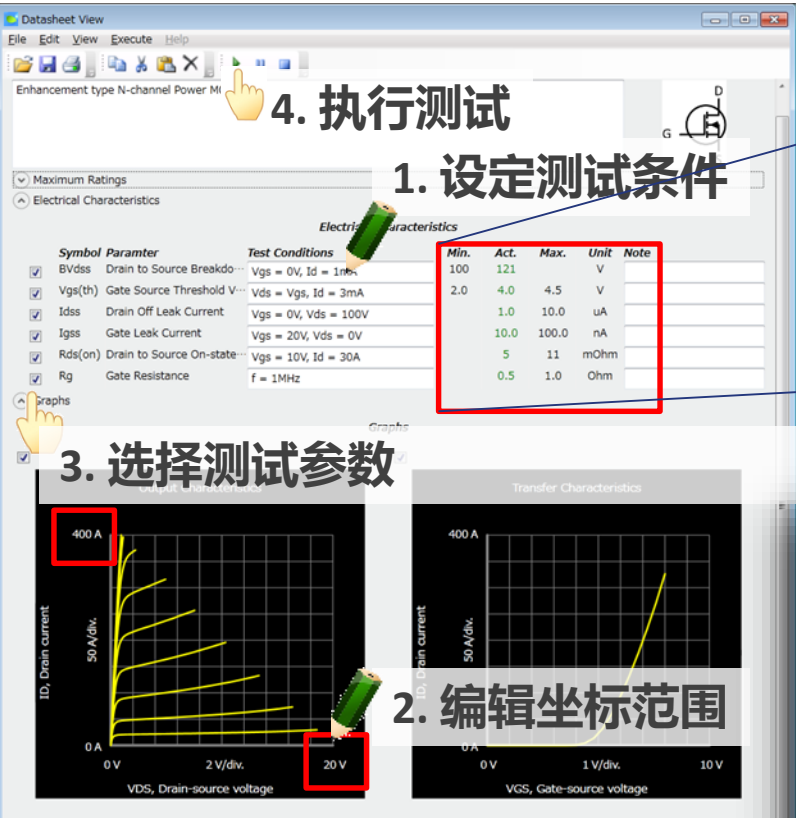 Datasheet View
File Edit View Execute Help
Enhancement type N-channel Power
4. 执行测试
D
G
1. 设定测试条件
Maximum Ratings
Electrical Characteristics
Symbol Paramter Test Conditions Min. Act. Max. Unit Note
BVdss Drain to Source Breakdo··· Vgs = 0V, Id = 1mA 100 121 V
Vgs(th) Gate Source Threshold V··· Vds = Vgs, Id = 3mA 2.0 4.0 4.5 V
Idss Drain Off Leak Current Vgs = 0V, Vds = 100V 1.0 10.0 uA
Igss Gate Leak Current Vgs = 20V, Vds = 0V 10.0 100.0 nA
Rds(on) Drain to Source On-state··· Vgs = 10V, Id = 30A 5 11 mOhm
Rg Gate Resistance f = 1MHz 0.5 1.0 Ohm
Graphs
Graphs
3. 选择测试参数
Output Characteristics
400 A
ID, Drain current
50 A/div.
0 A
0 V 2 V/div. 20 V
VDS, Drain-source voltage
Transfer Characteristics
400 A
ID, Drain current
50 A/div.
2. 编辑坐标范围
0 A
0 V 1 V/div. 10 V
VGS, Gate-source voltage